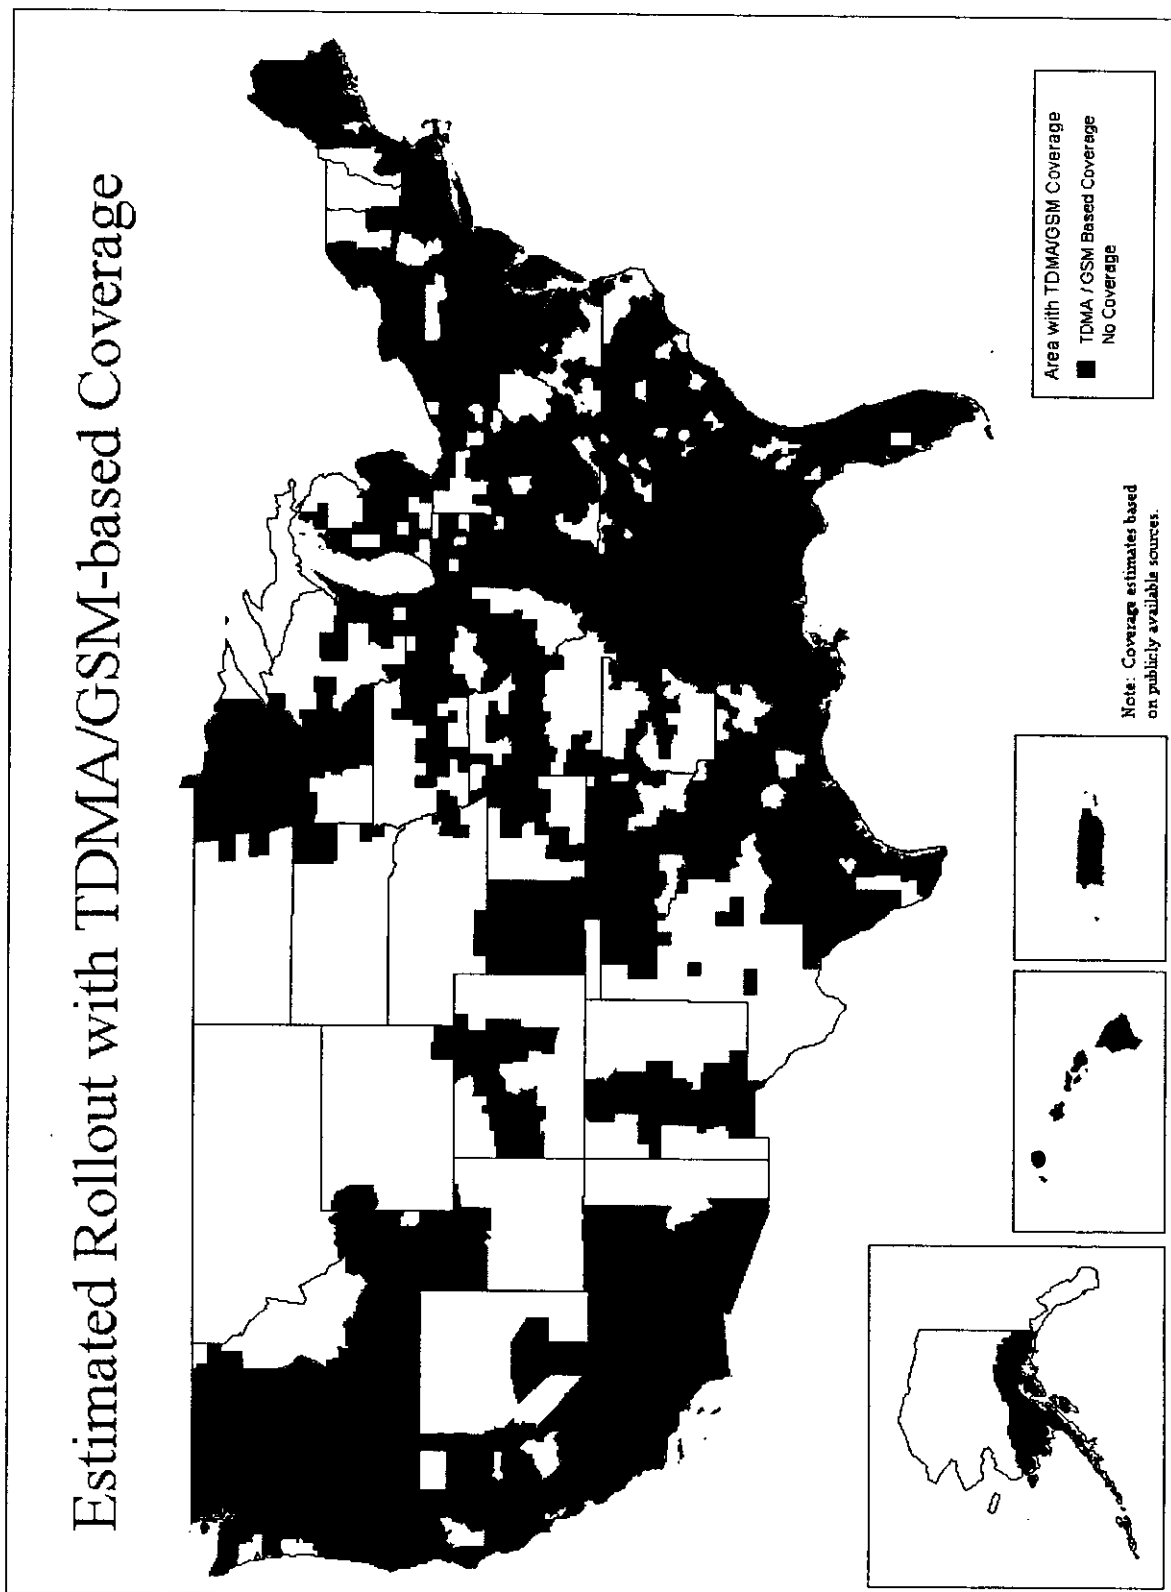 Estimated Rollout with TDMA/GSM-based Coverage
Area with TDMA/GSM Coverage
TDMA / GSM Based Coverage
No Coverage
Note: Coverage estimates based
on publicly available sources.